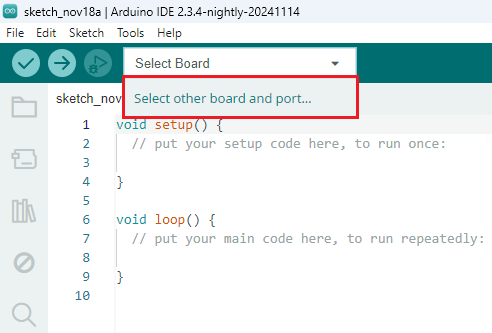 sketch_nov18a | Arduino IDE 2.3.4-nightly-20241114
File Edit Sketch Tools Help
Select Board
Select other board and port...
sketch_nov
1 void setup() {
2 // put your setup code here, to run once:
3
4 }
5
6 void loop() {
7 // put your main code here, to run repeatedly:
8
9 }
10